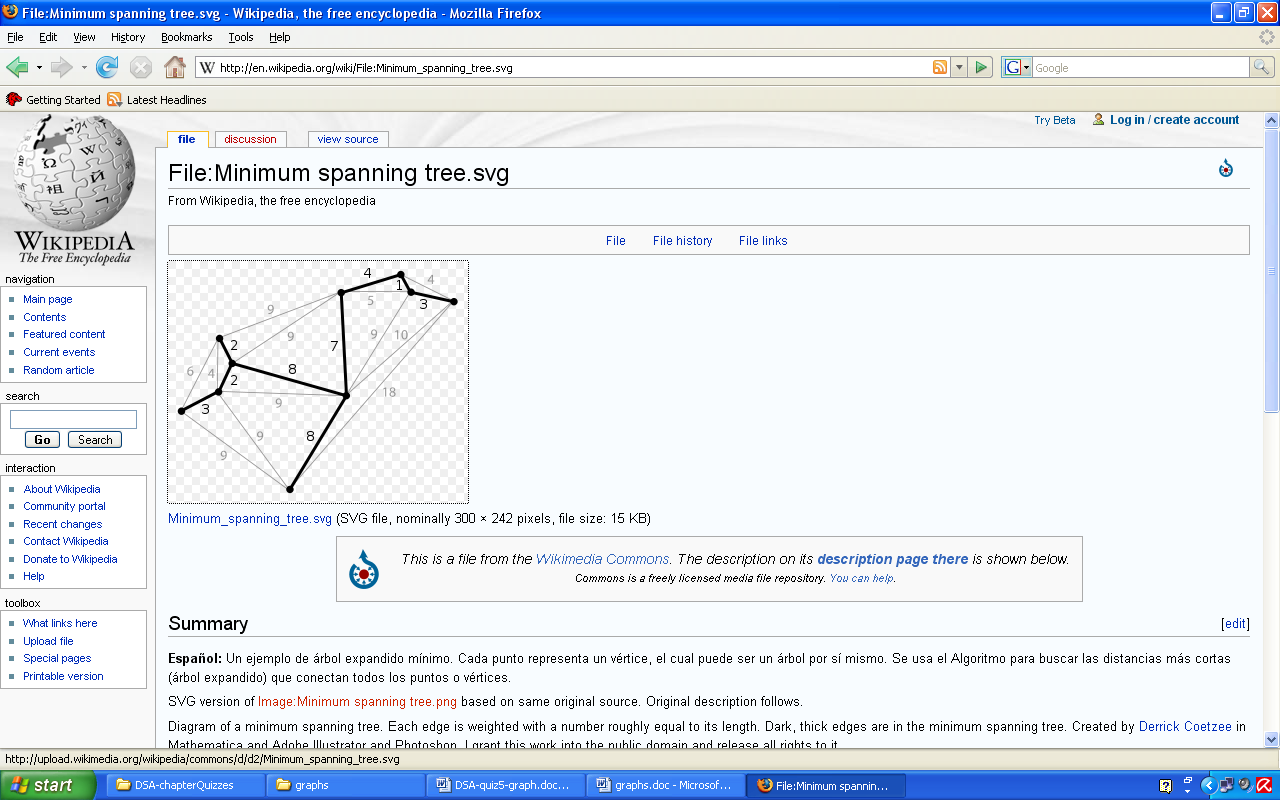 File:Minimum spanning tree.svg - Wikipedia, the free encyclopedia - Mozilla Firefox
File Edit View History Bookmarks Tools Help
W http://en.wikipedia.org/wiki/File:Minimum_spanning_tree.svg G Google
Getting Started Latest Headlines
Try Beta Log in / create account
file discussion view source
File:Minimum spanning tree.svg
From Wikipedia, the free encyclopedia
WIKIPEDIA
The Free Encyclopedia
File File history File links
navigation
Main page
Contents
Featured content
Current events
Random article
search
Go Search
interaction
About Wikipedia
Community portal
Recent changes
Contact Wikipedia
Donate to Wikipedia
Help
toolbox
What links here
Upload file
Special pages
Printable version
4 4
1
5 3
9
9 9 10
2 7
6 4 8
2
18
3 9
9 8
9
Minimum_spanning_tree.svg (SVG file, nominally 300 × 242 pixels, file size: 15 KB)
This is a file from the Wikimedia Commons. The description on its description page there is shown below.
Commons is a freely licensed media file repository. You can help.
Summary [edit]
Español: Un ejemplo de árbol expandido mínimo. Cada punto representa un vértice, el cual puede ser un árbol por sí mismo. Se usa el Algoritmo para buscar las distancias más cortas
(árbol expandido) que conectan todos los puntos o vértices.
SVG version of Image:Minimum spanning tree.png based on same original source. Original description follows.
Diagram of a minimum spanning tree. Each edge is weighted with a number roughly equal to its length. Dark, thick edges are in the minimum spanning tree. Created by Derrick Coetzee in
Mathematica and Adobe Illustrator and Photoshop. I grant this work into the public domain and release all rights to it.
http://upload.wikimedia.org/wikipedia/commons/d/d2/Minimum_spanning_tree.svg
start DSA-chapterQuizzes graphs DSA-quiz5-graph.doc... graphs.doc - Microsof... File:Minimum spannin...